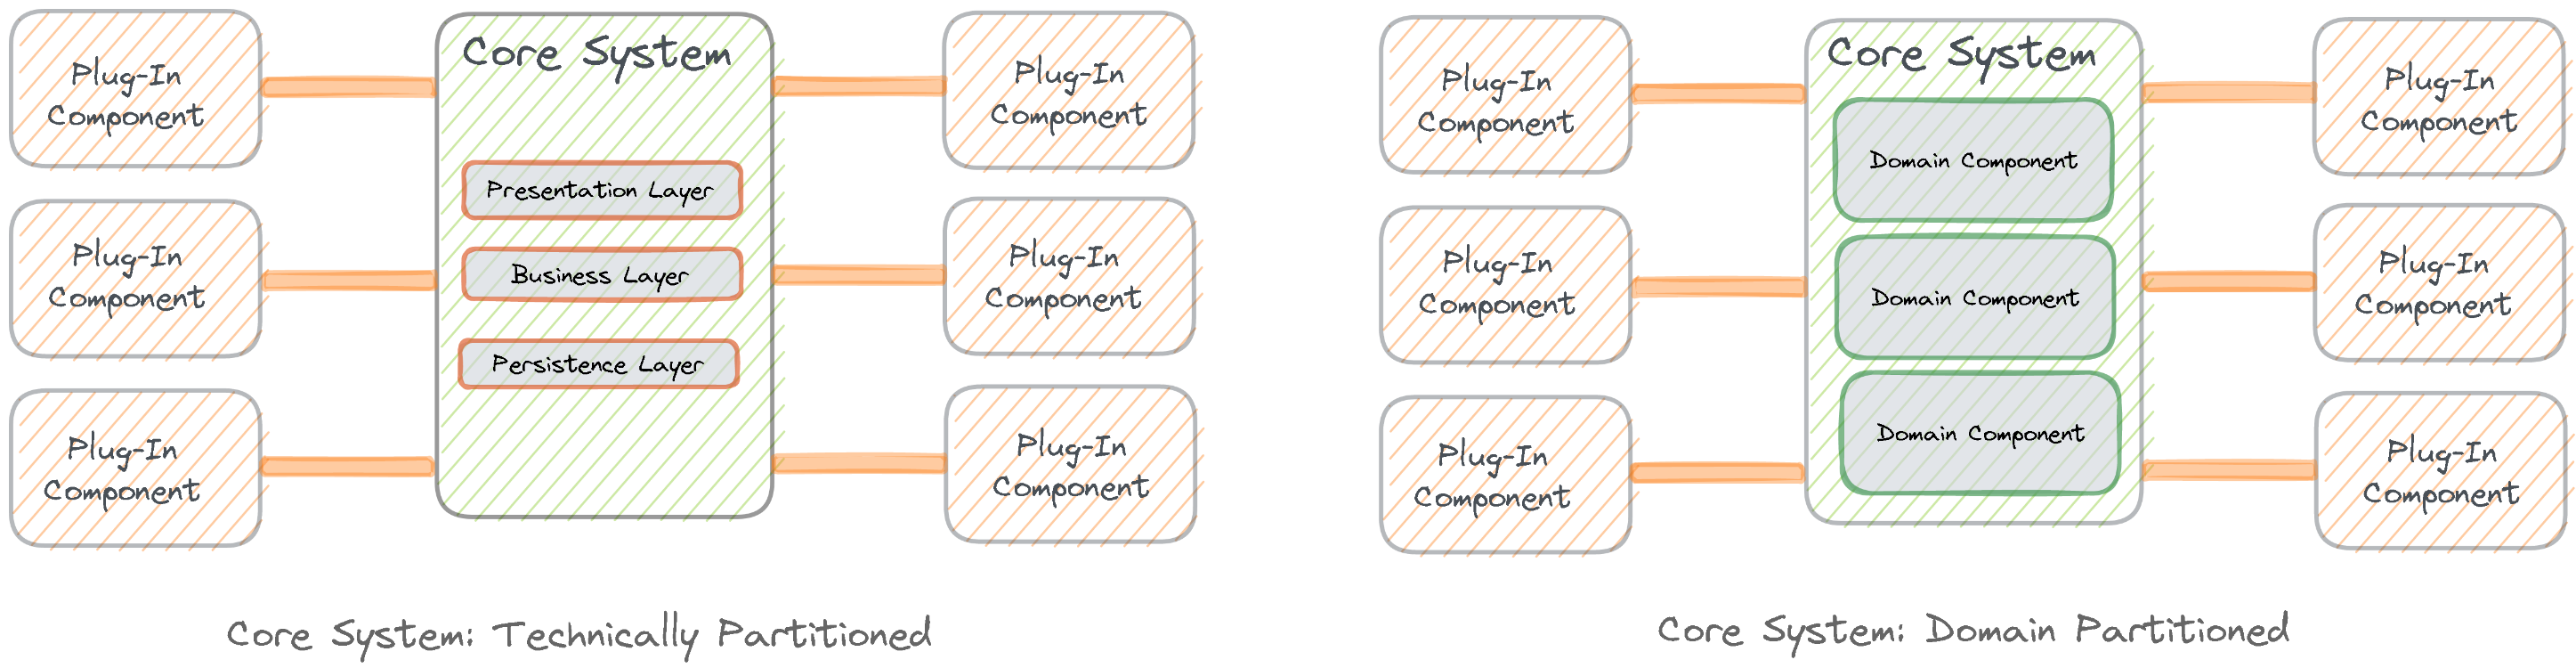 Plug-In
Component
Plug-In
Component
Plug-In
Component
Core System
Presentation Layer
Business Layer
Persistence Layer
Plug-In
Component
Plug-In
Component
Plug-In
Component
Core System: Technically Partitioned
Plug-In
Component
Plug-In
Component
Plug-In
Component
Core System
Domain Component
Domain Component
Domain Component
Plug-In
Component
Plug-In
Component
Plug-In
Component
Core System: Domain Partitioned